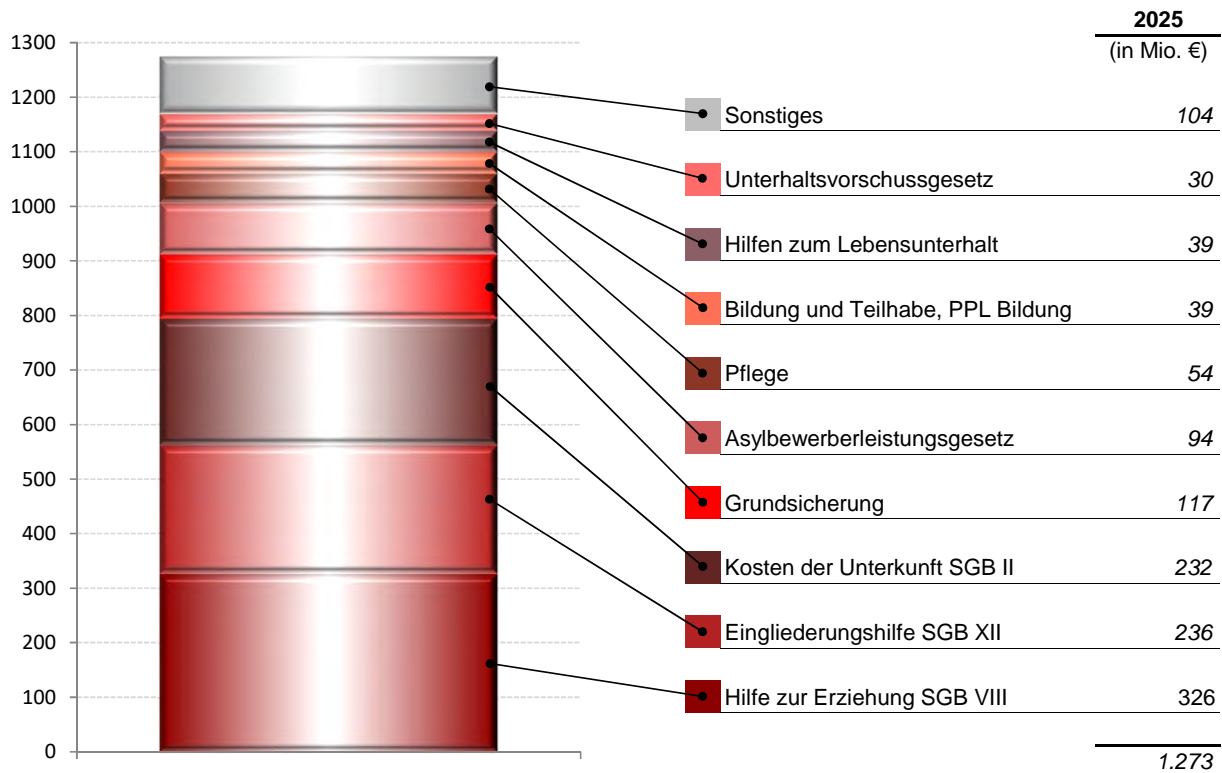 2025
(in Mio. €)
1300
1200
1100
1000
900
800
700
600
500
400
300
200
100
0
Sonstiges 104
Unterhaltsvorschussgesetz 30
Hilfen zum Lebensunterhalt 39
Bildung und Teilhabe, PPL Bildung 39
Pflege 54
Asylbewerberleistungsgesetz 94
Grundsicherung 117
Kosten der Unterkunft SGB II 232
Eingliederungshilfe SGB XII 236
Hilfe zur Erziehung SGB VIII 326
1.273